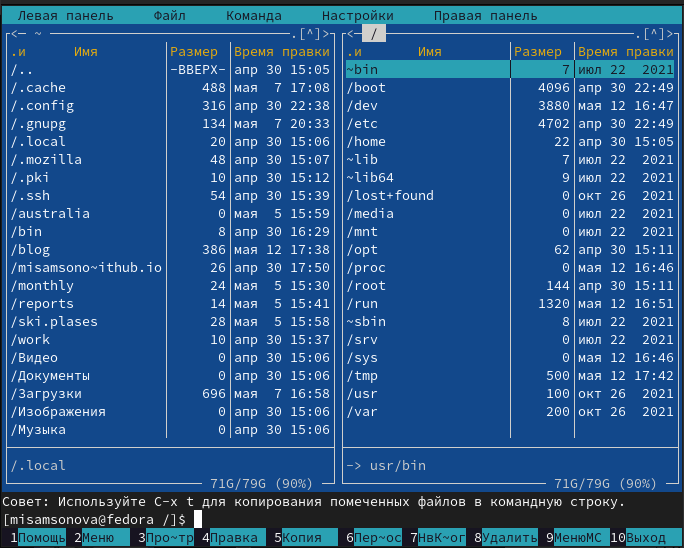 Левая панель Файл Команда Настройки Правая панель
<─ ~ .[^]>
.и Имя Размер Время правки
/.. -ВВЕРХ- апр 30 15:05
/.cache 488 мая 7 17:08
/.config 316 апр 30 22:38
/.gnupg 134 мая 7 20:33
/.local 20 апр 30 15:06
/.mozilla 48 апр 30 15:07
/.pki 10 апр 30 15:12
/.ssh 54 апр 30 15:39
/australia 0 мая 5 15:59
/bin 8 апр 30 16:29
/blog 386 мая 12 17:38
/misamsono~ithub.io 26 апр 30 17:50
/monthly 24 мая 5 15:30
/reports 14 мая 5 15:41
/ski.plases 28 мая 5 15:58
/work 10 апр 30 15:37
/Видео 0 апр 30 15:06
/Документы 0 апр 30 15:06
/Загрузки 696 мая 7 16:58
/Изображения 0 апр 30 15:06
/Музыка 0 апр 30 15:06
/.local
71G/79G (90%)
<─ / .[^]>
.и Имя Размер Время правки
~bin 7 июл 22 2021
/boot 4096 апр 30 22:49
/dev 3880 мая 12 16:47
/etc 4702 апр 30 22:49
/home 22 апр 30 15:05
~lib 7 июл 22 2021
~lib64 9 июл 22 2021
/lost+found 0 окт 26 2021
/media 0 июл 22 2021
/mnt 0 июл 22 2021
/opt 62 апр 30 15:11
/proc 0 мая 12 16:46
/root 144 апр 30 15:11
/run 1320 мая 12 16:51
~sbin 8 июл 22 2021
/srv 0 июл 22 2021
/sys 0 мая 12 16:46
/tmp 500 мая 12 17:42
/usr 100 окт 26 2021
/var 200 окт 26 2021
-> usr/bin
71G/79G (90%)
Совет: Используйте C-x t для копирования помеченных файлов в командную строку.
[misamsonova@fedora /]$
1Помощь 2Меню 3Про~тр 4Правка 5Копия 6Пер~ос 7НвК~ог 8Удалить 9МенюMC 10Выход